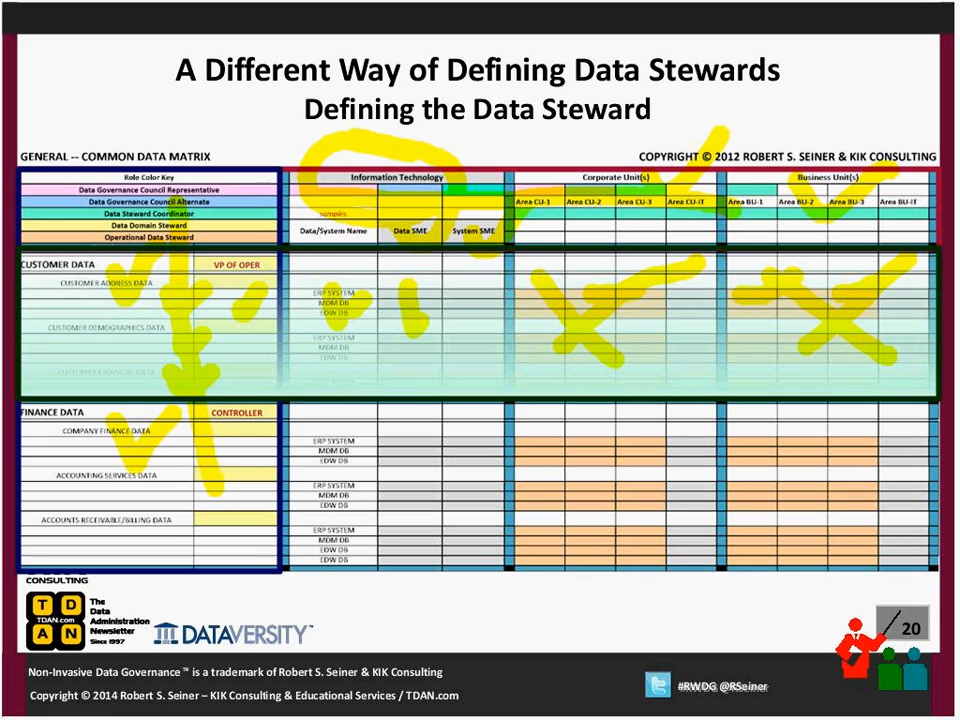 A Different Way of Defining Data Stewards
Defining the Data Steward
GENERAL -- COMMON DATA MATRIX
COPYRIGHT © 2012 ROBERT S. SEINER & KIK CONSULTING
Role Color Key
Information Technology
Corporate Unit(s)
Business Unit(s)
Data Governance Council Representative
Data Governance Council Alternate
Area CU-1 Area CU-2 Area CU-3 Area CU-IT Area BU-1 Area BU-2 Area BU-3 Area BU-IT
Data Steward Coordinator
samples
Data Domain Steward
Data/System Name Data SME System SME
Operational Data Steward
CUSTOMER DATA VP OF OPER
CUSTOMER ADDRESS DATA
ERP SYSTEM
MDM DB
EDW DB
CUSTOMER DEMOGRAPHICS DATA
ERP SYSTEM
MDM DB
EDW DB
CUSTOMER FINANCIAL DATA
FINANCE DATA CONTROLLER
COMPANY FINANCE DATA
ERP SYSTEM
MDM DB
EDW DB
ACCOUNTING SERVICES DATA
ERP SYSTEM
MDM DB
EDW DB
ACCOUNTS RECEIVABLE/BILLING DATA
ERP SYSTEM
MDM DB
EDW DB
EDW DB
CONSULTING
T D
TDAN.com
A N
The
Data
Administration
Newsletter
Since 1997
DATAVERSITY™
20
Non-Invasive Data Governance™ is a trademark of Robert S. Seiner & KIK Consulting
Copyright © 2014 Robert S. Seiner – KIK Consulting & Educational Services / TDAN.com
#RWDG @RSeiner